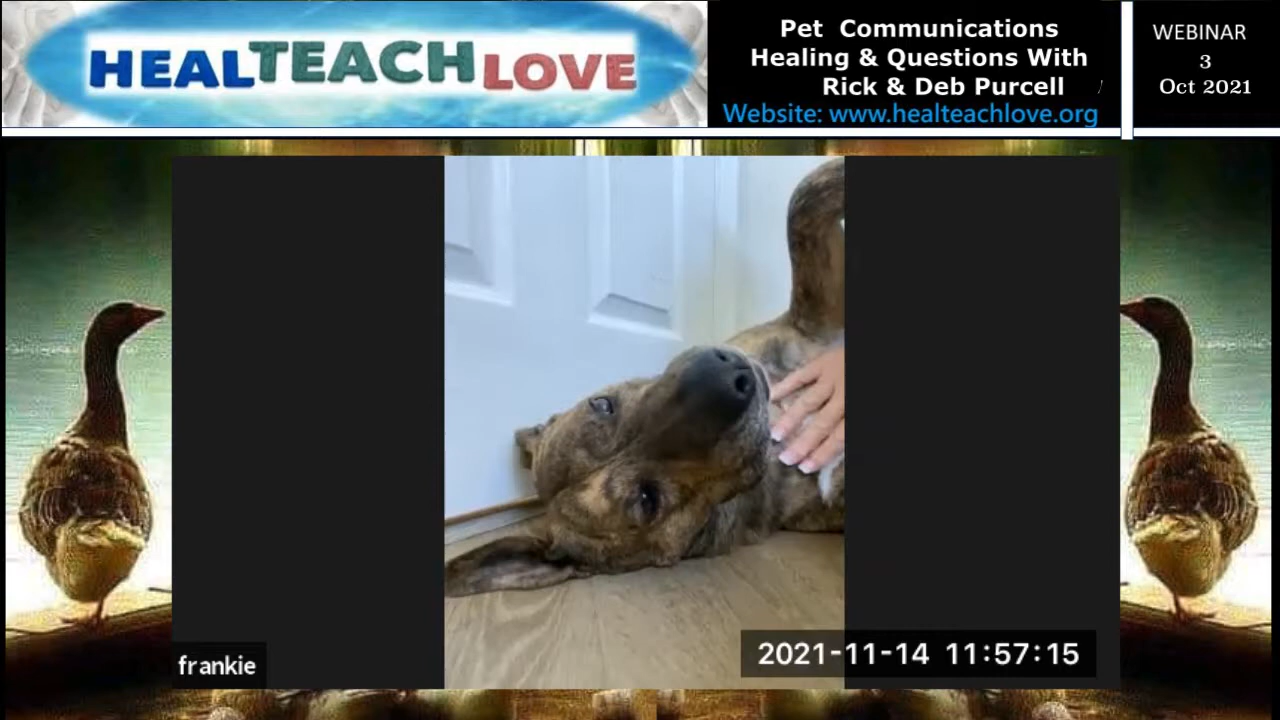 HEALTEACHLOVE
Pet Communications
Healing & Questions With
Rick & Deb Purcell
Website: www.healteachlove.org
WEBINAR
3
Oct 2021
frankie
2021-11-14 11:57:15